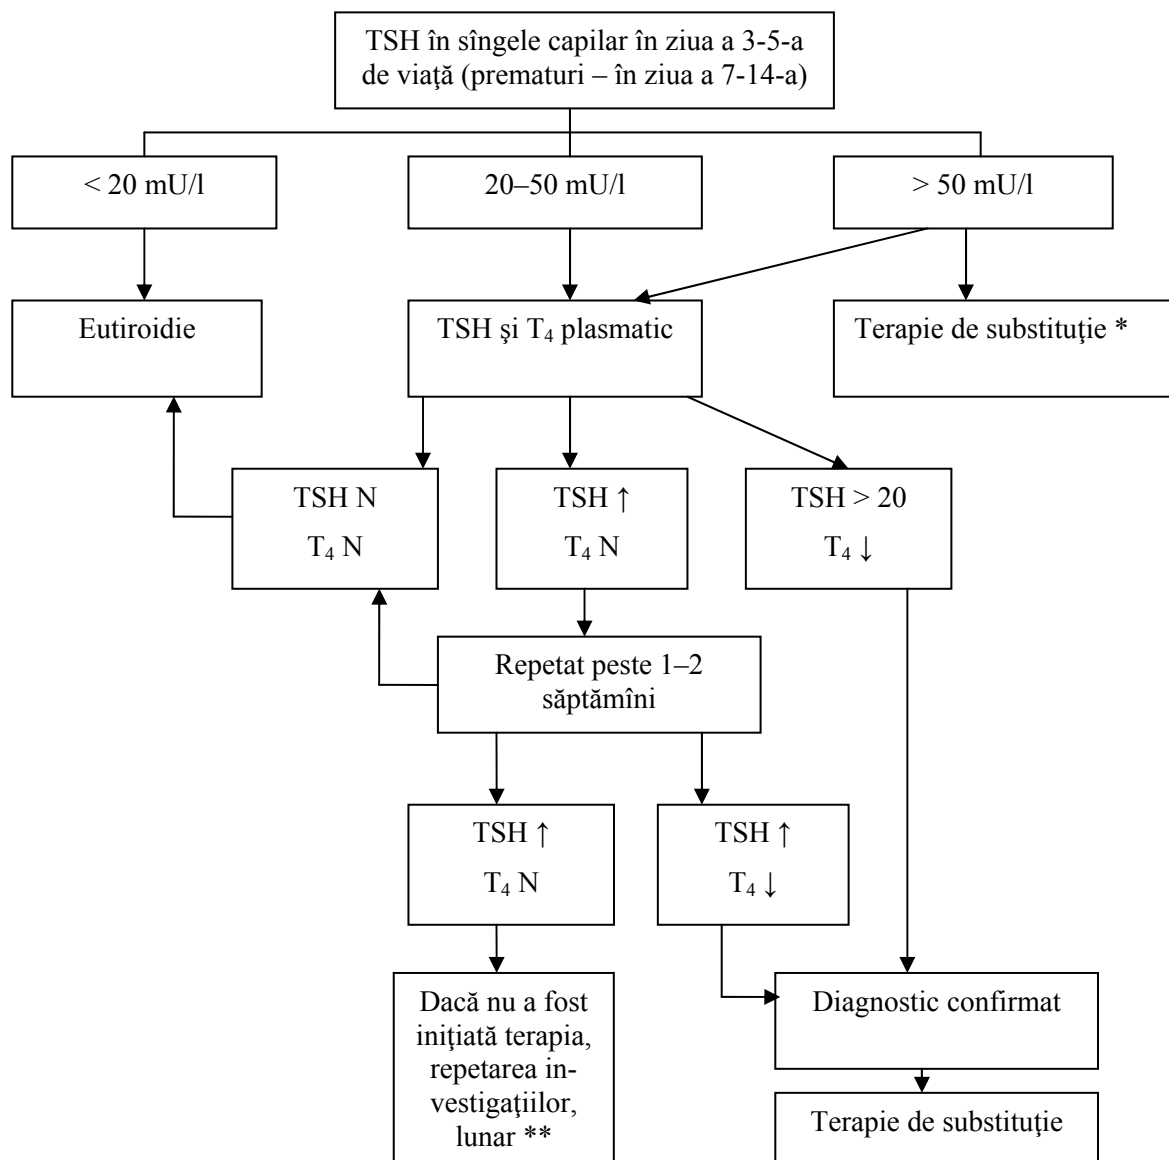 TSH în sîngele capilar în ziua a 3-5-a
de viaţă (prematuri – în ziua a 7-14-a)
< 20 mU/l
20–50 mU/l
> 50 mU/l
Eutiroidie
TSH şi T₄ plasmatic
Terapie de substituţie *
TSH N
T₄ N
TSH ↑
T₄ N
TSH > 20
T₄ ↓
Repetat peste 1–2
săptămîni
TSH ↑
T₄ N
TSH ↑
T₄ ↓
Dacă nu a fost
iniţiată terapia,
repetarea in-
vestigaţiilor,
lunar **
Diagnostic confirmat
Terapie de substituţie